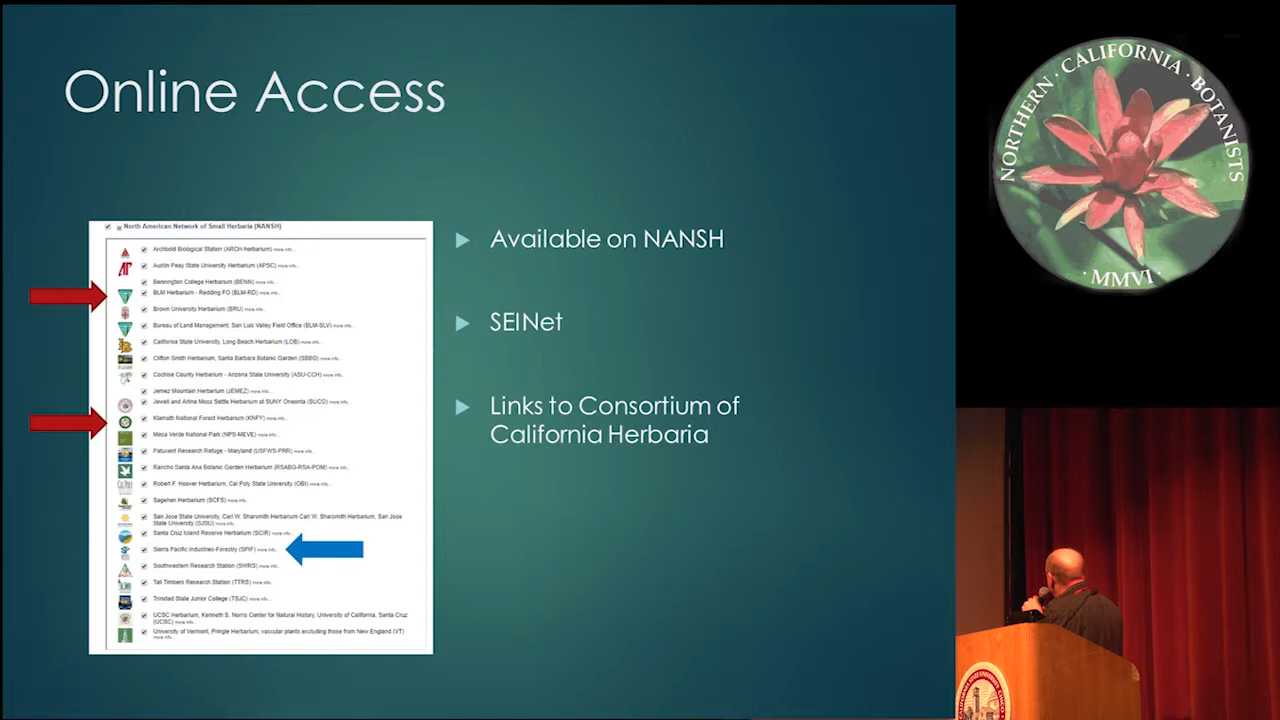 Online Access
North American Network of Small Herbaria (NANSH)
Archbold Biological Station (ARCH-herbarium) more info..
Austin Peay State University Herbarium (APSC) more info..
Bennington College Herbarium (BENN) more info..
BLM Herbarium - Redding FO (BLM-RD) more info..
Brown University Herbarium (BRU) more info..
Bureau of Land Management, San Luis Valley Field Office (BLM-SLV) more info..
California State University, Long Beach Herbarium (LOB) more info..
Clifton Smith Herbarium, Santa Barbara Botanic Garden (SBBG) more info..
Cochise County Herbarium - Arizona State University (ASU-CCH) more info..
Jemez Mountain Herbarium (JEMEZ) more info..
Jewell and Arline Moss Settle Herbarium at SUNY Oneonta (SUCO) more info..
Klamath National Forest Herbarium (KNFY) more info..
Mesa Verde National Park (NPS-MEVE) more info..
Patuxent Research Refuge - Maryland (USFWS-PRR) more info..
Rancho Santa Ana Botanic Garden Herbarium (RSABG-RSA-POM) more info..
Robert F. Hoover Herbarium, Cal Poly State University (OBI) more info..
Sagehen Herbarium (SCFS) more info..
San Jose State University, Carl W. Sharsmith Herbarium Carl W. Sharsmith Herbarium, San Jose
State University (SJSU) more info..
Santa Cruz Island Reserve Herbarium (SCIR) more info..
Sierra Pacific Industries-Forestry (SPIF) more info..
Southwestern Research Station (SWRS) more info..
Tall Timbers Research Station (TTRS) more info..
Trinidad State Junior College (TSJC) more info..
UCSC Herbarium, Kenneth S. Norris Center for Natural History, University of California, Santa Cruz
(UCSC) more info..
University of Vermont, Pringle Herbarium, vascular plants excluding those from New England (VT)
more info..
Available on NANSH
SEINet
Links to Consortium of
California Herbaria
NORTHERN · CALIFORNIA · BOTANISTS
· MMVI ·